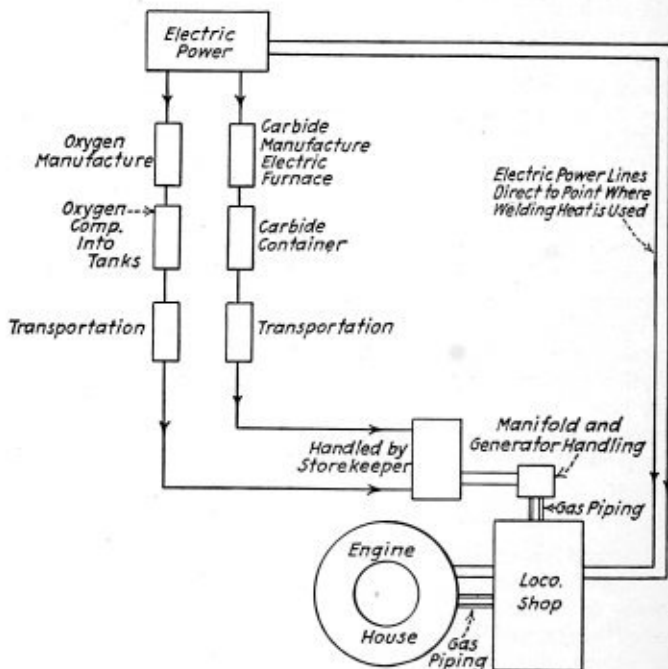 Electric
Power
Oxygen
Manufacture
Carbide
Manufacture
Electric
Furnace
Oxygen
Comp.
Into
Tanks
Carbide
Container
Electric Power Lines
Direct to Point Where
Welding Heat is Used
Transportation
Transportation
Handled by
Storekeeper
Manifold and
Generator Handling
Gas Piping
Engine
House
Loco.
Shop
Gas
Piping